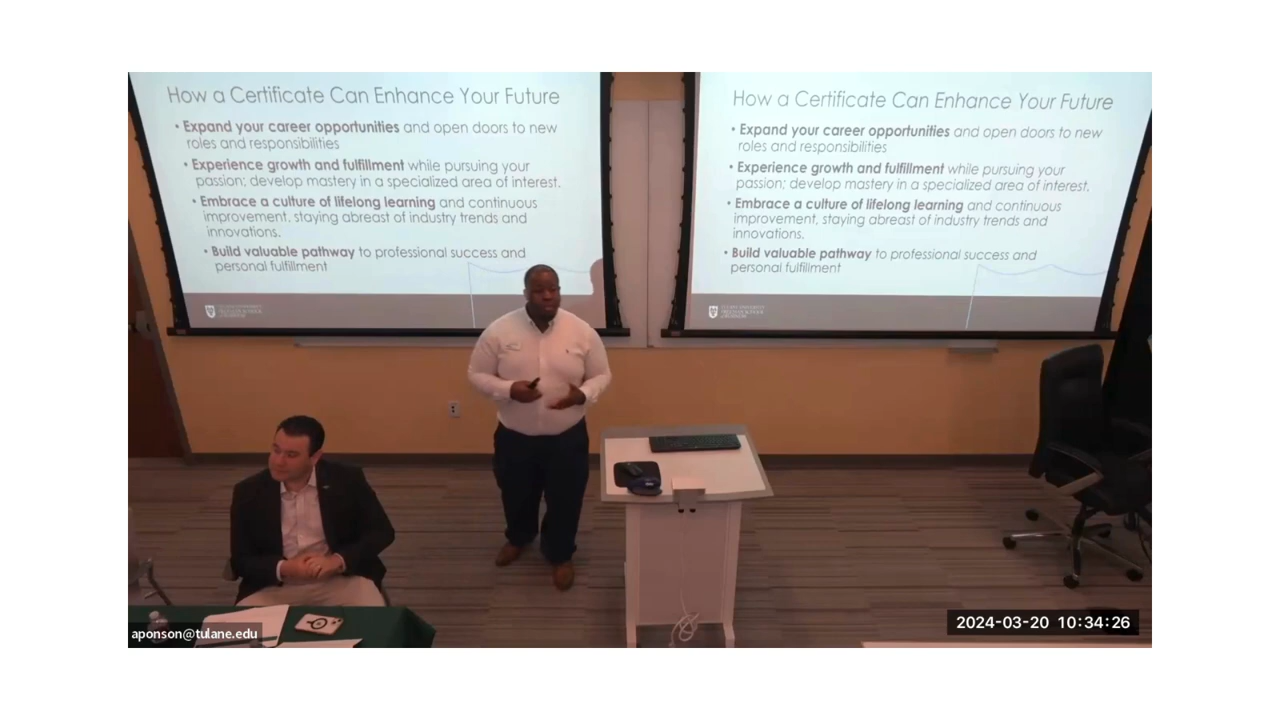 How a Certificate Can Enhance Your Future
• Expand your career opportunities and open doors to new
roles and responsibilities
• Experience growth and fulfillment while pursuing your
passion; develop mastery in a specialized area of interest.
• Embrace a culture of lifelong learning and continuous
improvement, staying abreast of industry trends and
innovations.
• Build valuable pathway to professional success and
personal fulfillment
How a Certificate Can Enhance Your Future
• Expand your career opportunities and open doors to new
roles and responsibilities
• Experience growth and fulfillment while pursuing your
passion; develop mastery in a specialized area of interest.
• Embrace a culture of lifelong learning and continuous
improvement, staying abreast of industry trends and
innovations.
• Build valuable pathway to professional success and
personal fulfillment
aponson@tulane.edu
2024-03-20 10:34:26